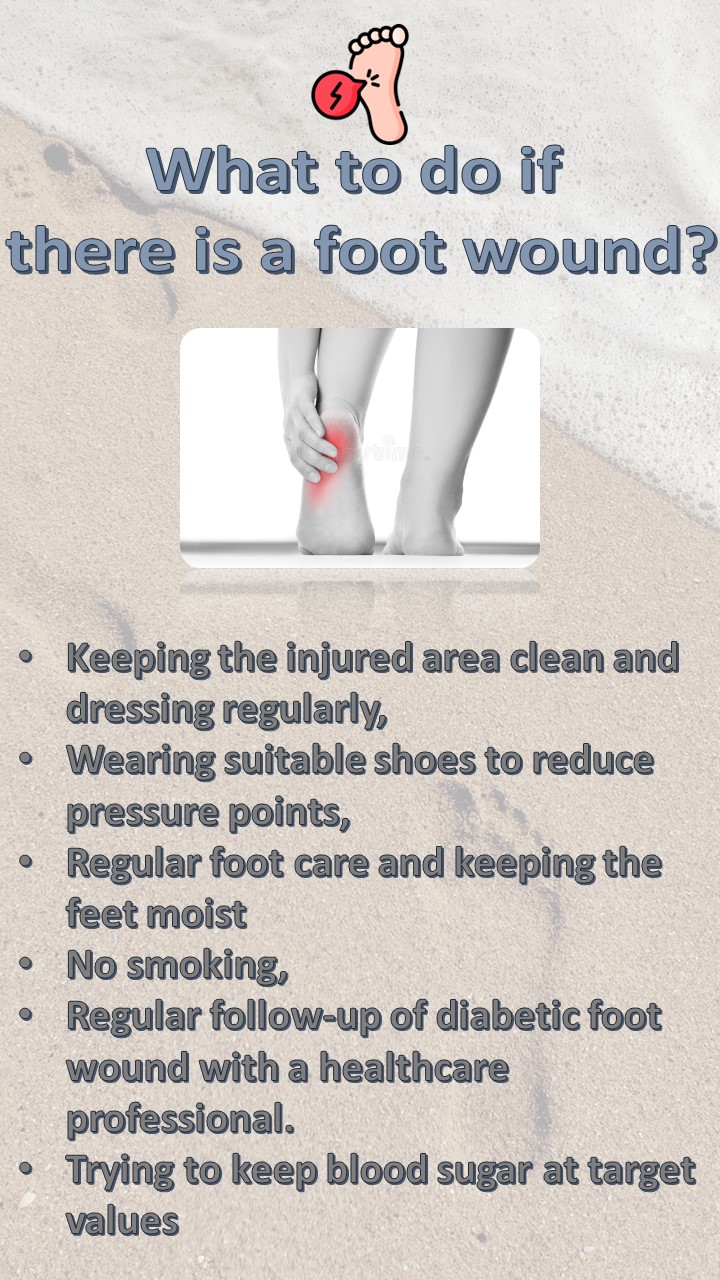 What to do if
there is a foot wound?
• Keeping the injured area clean and
dressing regularly,
• Wearing suitable shoes to reduce
pressure points,
• Regular foot care and keeping the
feet moist
• No smoking,
• Regular follow-up of diabetic foot
wound with a healthcare
professional.
• Trying to keep blood sugar at target
values